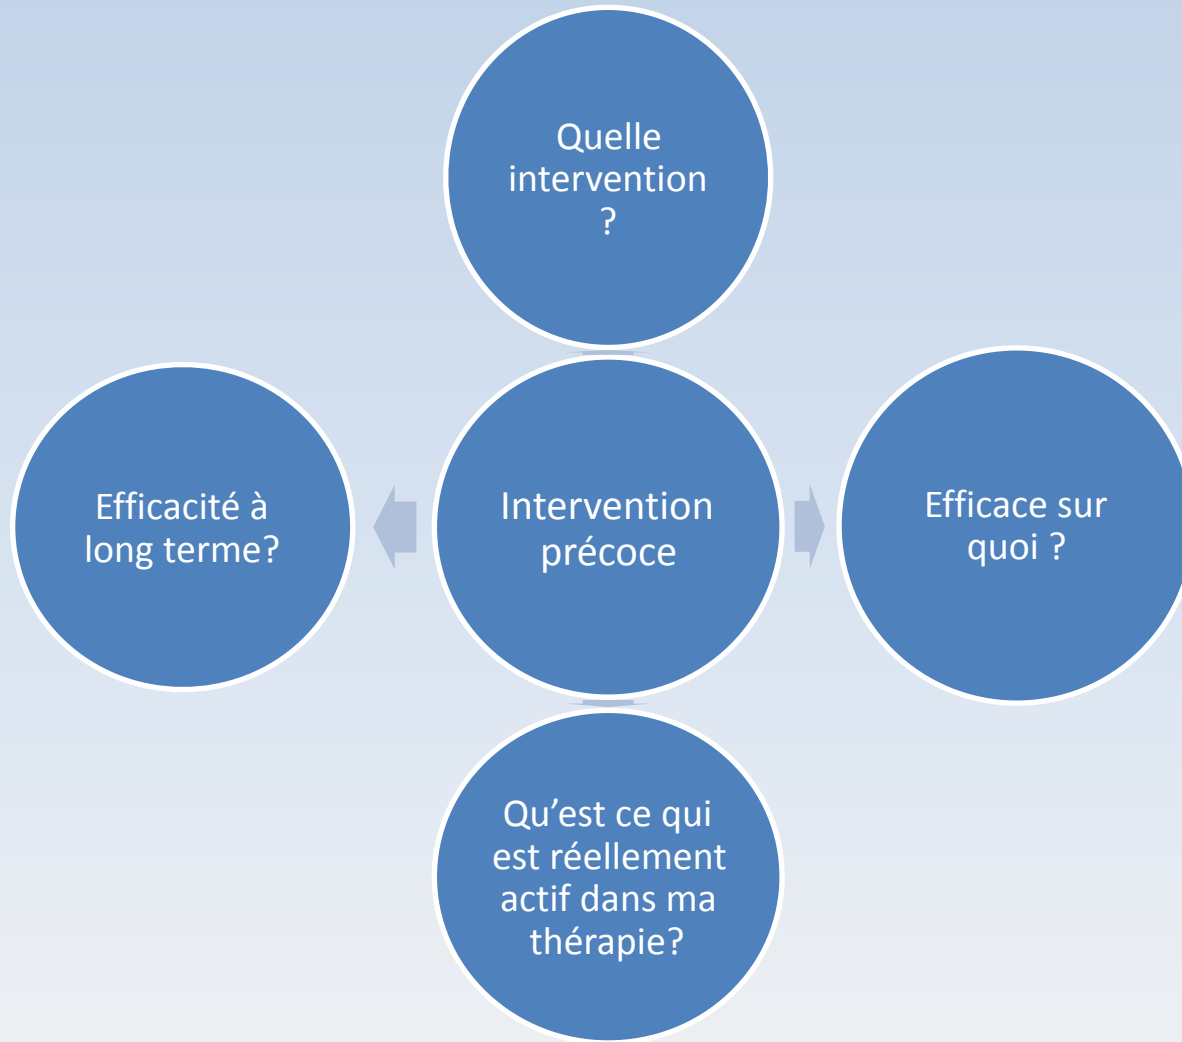 Quelle
intervention
?
Efficacité à
long terme?
Intervention
précoce
Efficace sur
quoi ?
Qu’est ce qui
est réellement
actif dans ma
thérapie?